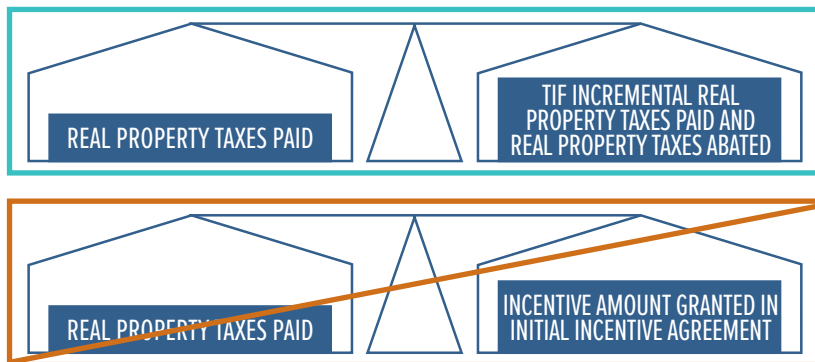 REAL PROPERTY TAXES PAID
TIF INCREMENTAL REAL
PROPERTY TAXES PAID AND
REAL PROPERTY TAXES ABATED
REAL PROPERTY TAXES PAID
INCENTIVE AMOUNT GRANTED IN
INITIAL INCENTIVE AGREEMENT